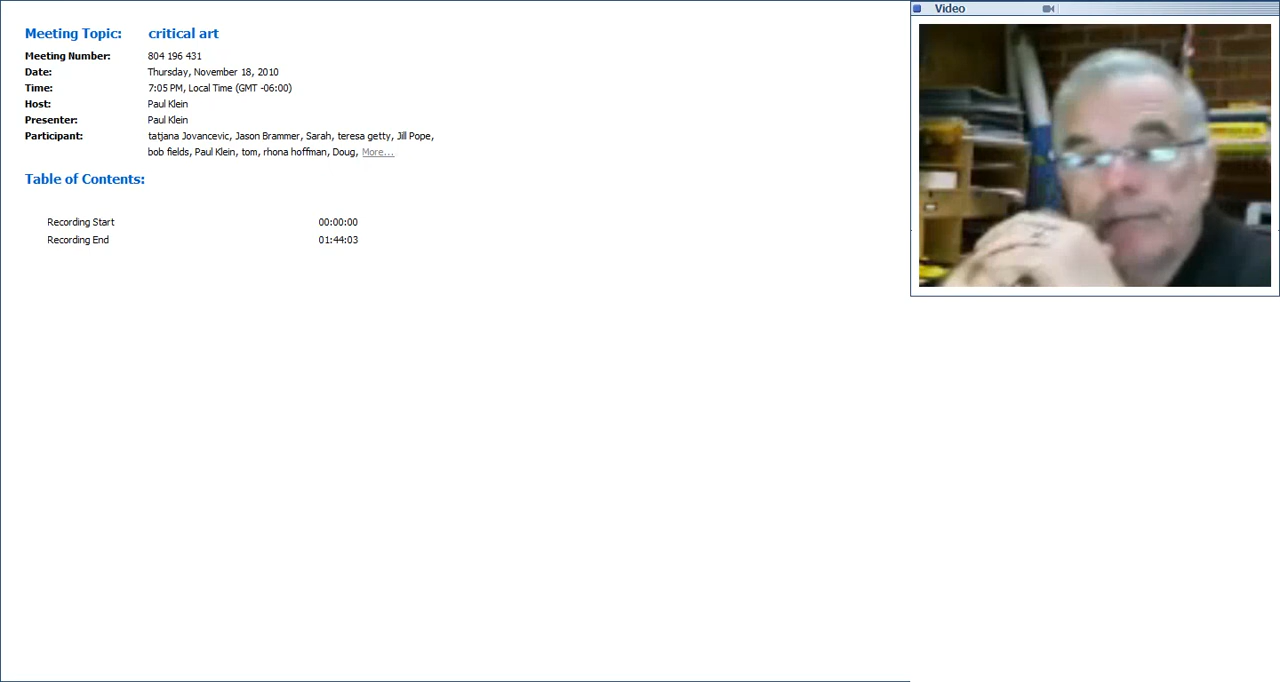 Meeting Topic: critical art
Meeting Number: 804 196 431
Date: Thursday, November 18, 2010
Time: 7:05 PM, Local Time (GMT -06:00)
Host: Paul Klein
Presenter: Paul Klein
Participant: tatjana Jovancevic, Jason Brammer, Sarah, teresa getty, Jill Pope,
bob fields, Paul Klein, tom, rhona hoffman, Doug, More...
Table of Contents:
Recording Start 00:00:00
Recording End 01:44:03
Video